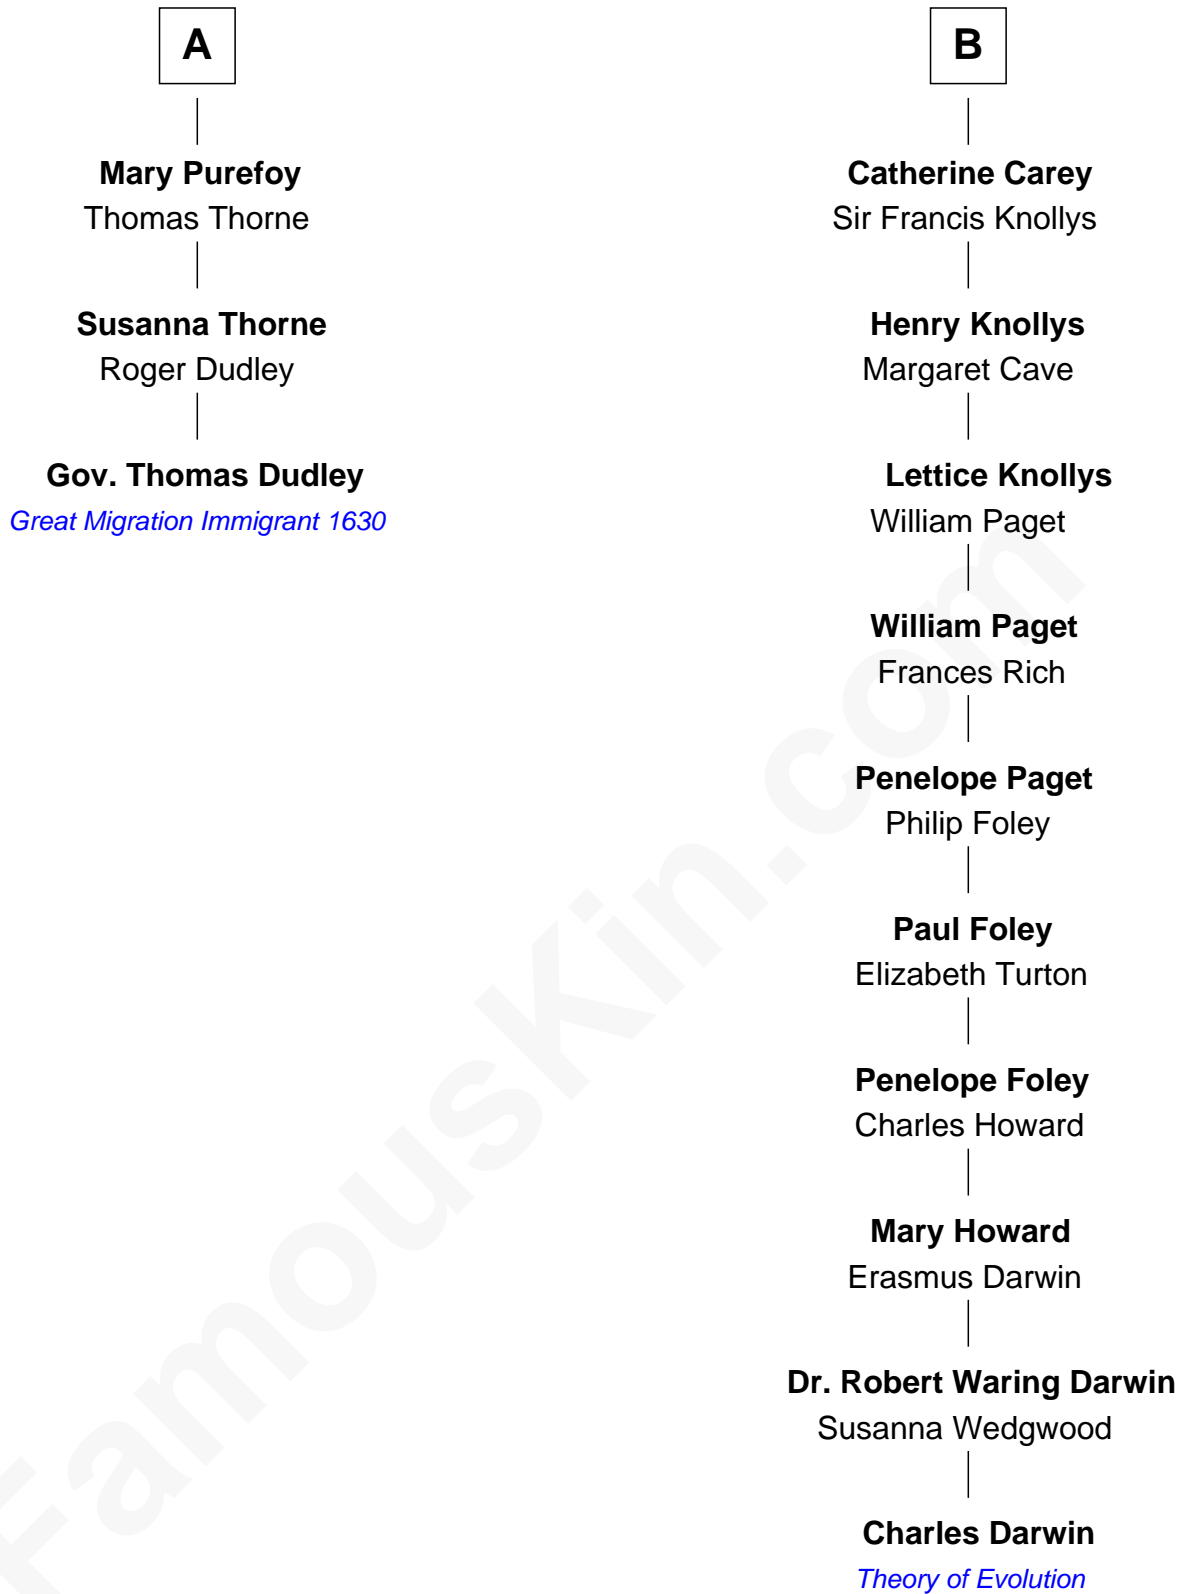 A
Mary Purefoy
Thomas Thorne
Susanna Thorne
Roger Dudley
Gov. Thomas Dudley
Great Migration Immigrant 1630
B
Catherine Carey
Sir Francis Knollys
Henry Knollys
Margaret Cave
Lettice Knollys
William Paget
William Paget
Frances Rich
Penelope Paget
Philip Foley
Paul Foley
Elizabeth Turton
Penelope Foley
Charles Howard
Mary Howard
Erasmus Darwin
Dr. Robert Waring Darwin
Susanna Wedgwood
Charles Darwin
Theory of Evolution
FamousKin.com